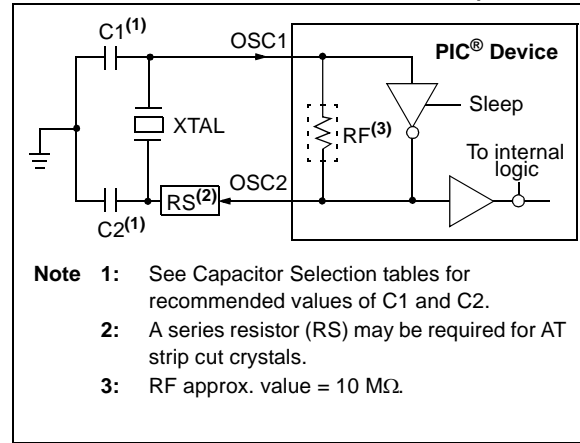 C1(1)
OSC1
PIC® Device
Sleep
XTAL
RF(3)
To internal
logic
OSC2
RS(2)
C2(1)
Note 1: See Capacitor Selection tables for
recommended values of C1 and C2.
2: A series resistor (RS) may be required for AT
strip cut crystals.
3: RF approx. value = 10 MΩ.